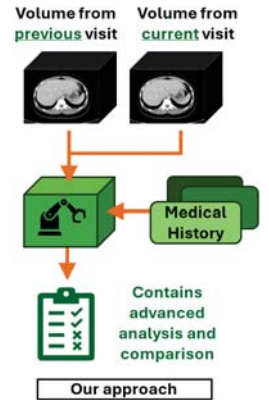 Volume from Volume from
previous visit current visit
Medical
History
Contains
advanced
analysis and
comparison
Our approach